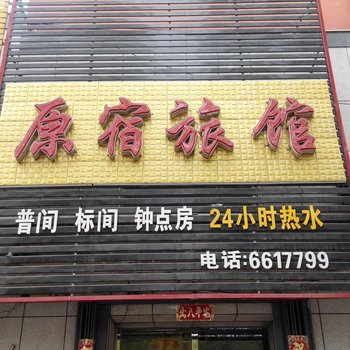 原宿旅馆
普间 标间 钟点房 24小时热水
电话:6617799